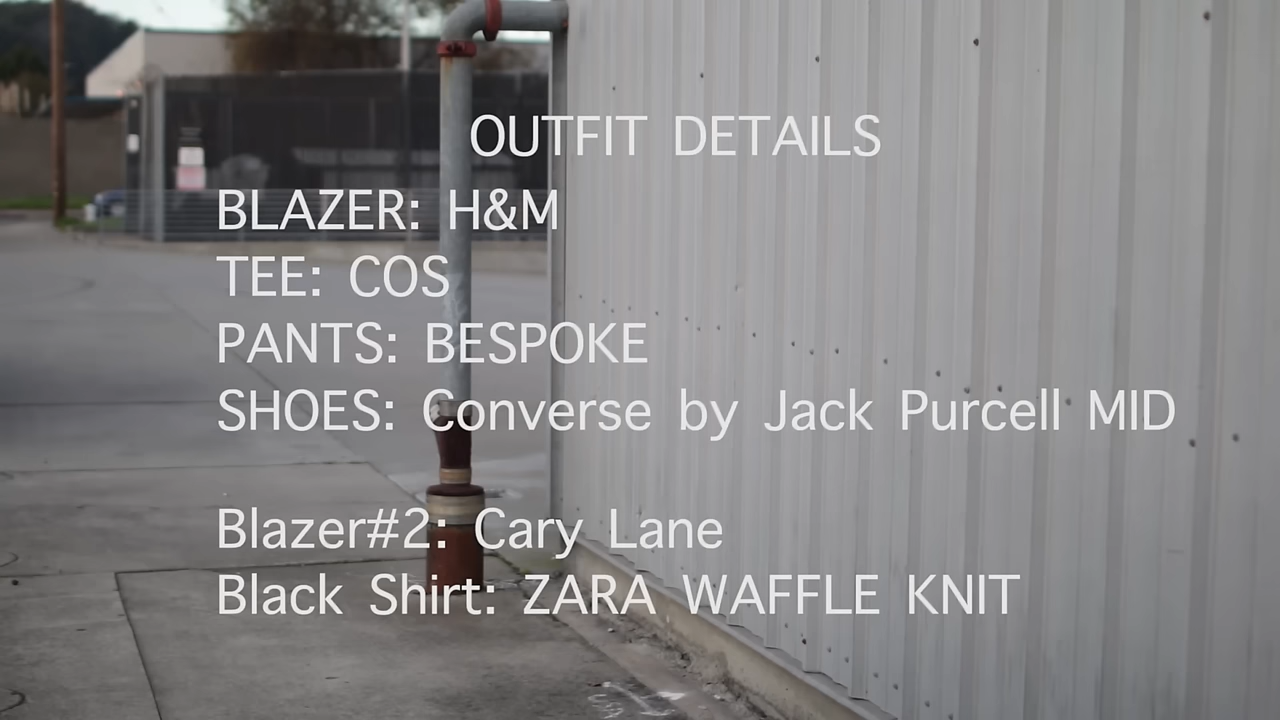 OUTFIT DETAILS
BLAZER: H&M
TEE: COS
PANTS: BESPOKE
SHOES: Converse by Jack Purcell MID
Blazer#2: Cary Lane
Black Shirt: ZARA WAFFLE KNIT